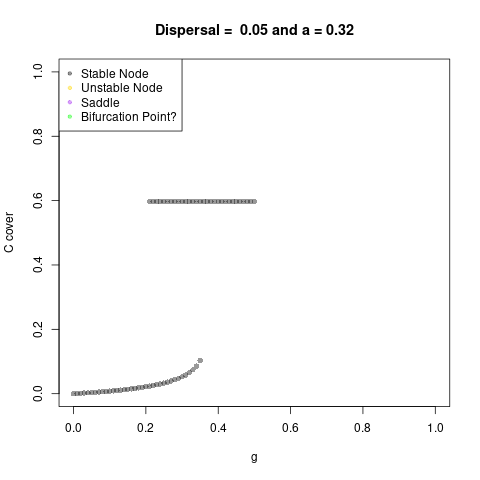 Dispersal =  0.05 and a = 0.32
Stable Node
Unstable Node
Saddle
Bifurcation Point?
C cover
1.0
0.8
0.6
0.4
0.2
0.0
0.0 0.2 0.4 0.6 0.8 1.0
g